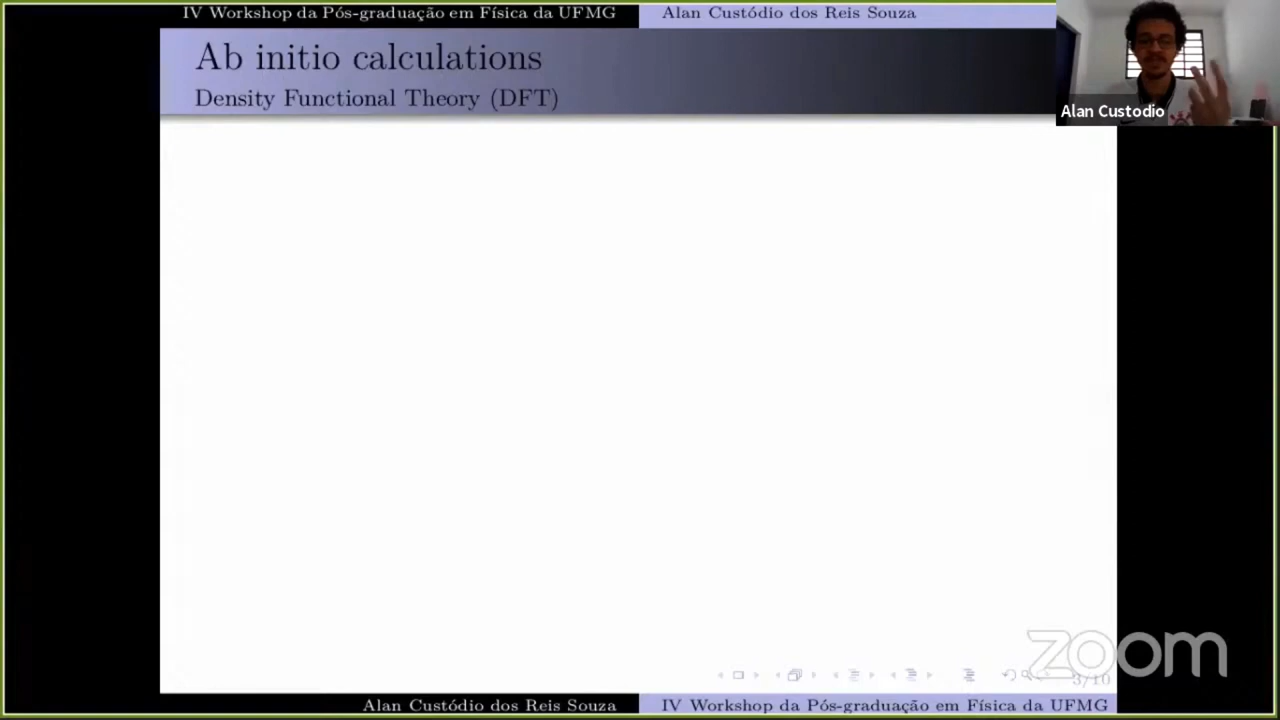 IV Workshop da Pós-graduação em Física da UFMG
Alan Custódio dos Reis Souza
Ab initio calculations
Density Functional Theory (DFT)
Alan Custodio
zoom
3/10
Alan Custódio dos Reis Souza
IV Workshop da Pós-graduação em Física da UFMG